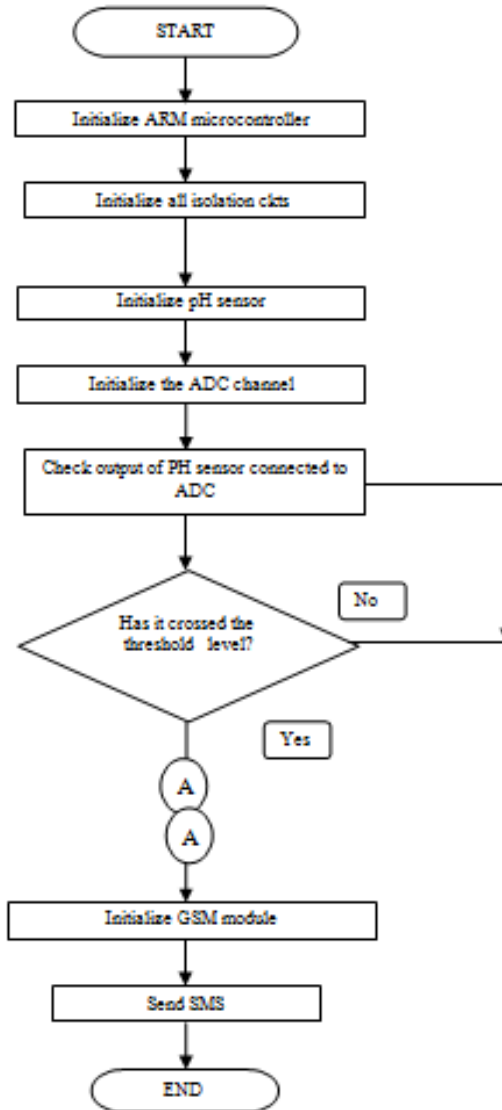 START
Initialize ARM microcontroller
Initialize all isolation ckts
Initialize pH sensor
Initialize the ADC channel
Check output of PH sensor connected to
ADC
Has it crossed the
threshold level?
No
Yes
A
A
Initialize GSM module
Send SMS
END